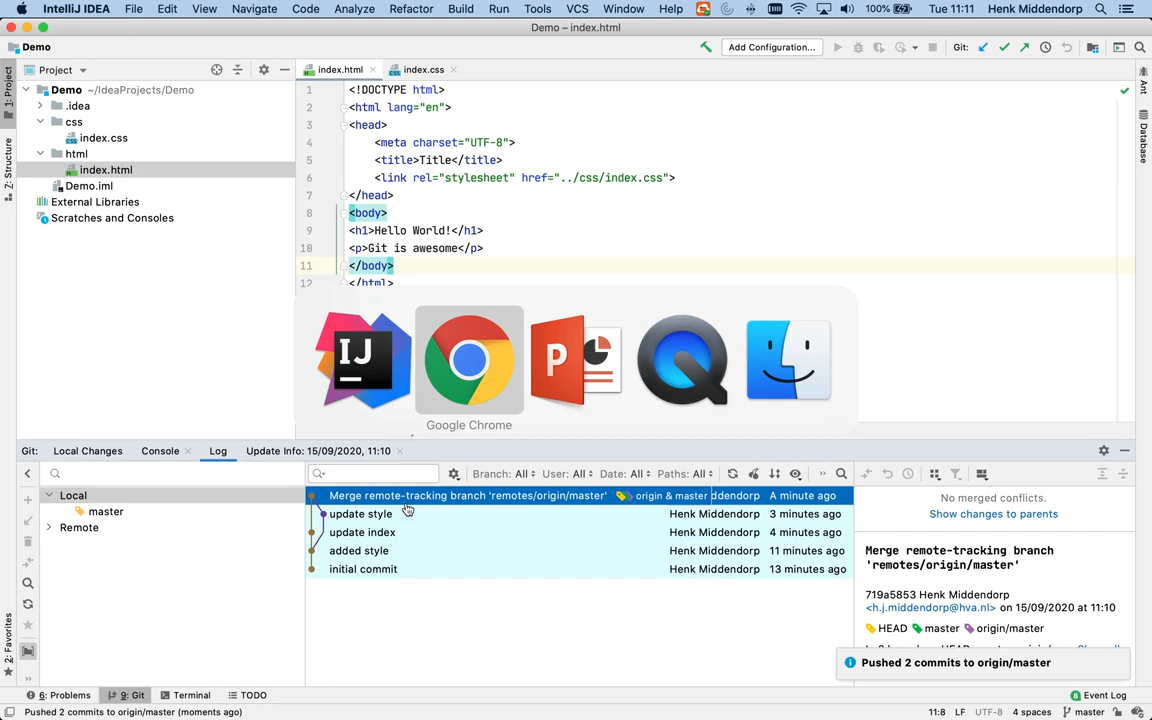 IntelliJ IDEA File Edit View Navigate Code Analyze Refactor Build Run Tools VCS Window Help 100% Tue 11:11 Henk Middendorp
Demo – index.html
Demo Add Configuration... Git:
Project index.html index.css
Demo ~/IdeaProjects/Demo
.idea
css
index.css
html
index.html
Demo.iml
External Libraries
Scratches and Consoles
1: Project
Z: Structure
2: Favorites
Ant
Database
1 <!DOCTYPE html>
2 <html lang="en">
3 <head>
4 <meta charset="UTF-8">
5 <title>Title</title>
6 <link rel="stylesheet" href="../css/index.css">
7 </head>
8 <body>
9 <h1>Hello World!</h1>
10 <p>Git is awesome</p>
11 </body>
12 </html>
IJ
P
Google Chrome
Git: Local Changes Console Log Update Info: 15/09/2020, 11:10
Branch: All User: All Date: All Paths: All
Local
master
Remote
Merge remote-tracking branch 'remotes/origin/master' origin & master ddendorp A minute ago
update style Henk Middendorp 3 minutes ago
update index Henk Middendorp 4 minutes ago
added style Henk Middendorp 11 minutes ago
initial commit Henk Middendorp 13 minutes ago
No merged conflicts.
Show changes to parents
Merge remote-tracking branch
'remotes/origin/master'
719a5853 Henk Middendorp
<h.j.middendorp@hva.nl> on 15/09/2020 at 11:10
HEAD master origin/master
Pushed 2 commits to origin/master
6: Problems 9: Git Terminal TODO 8 Event Log
Pushed 2 commits to origin/master (moments ago) 11:8 LF UTF-8 4 spaces master